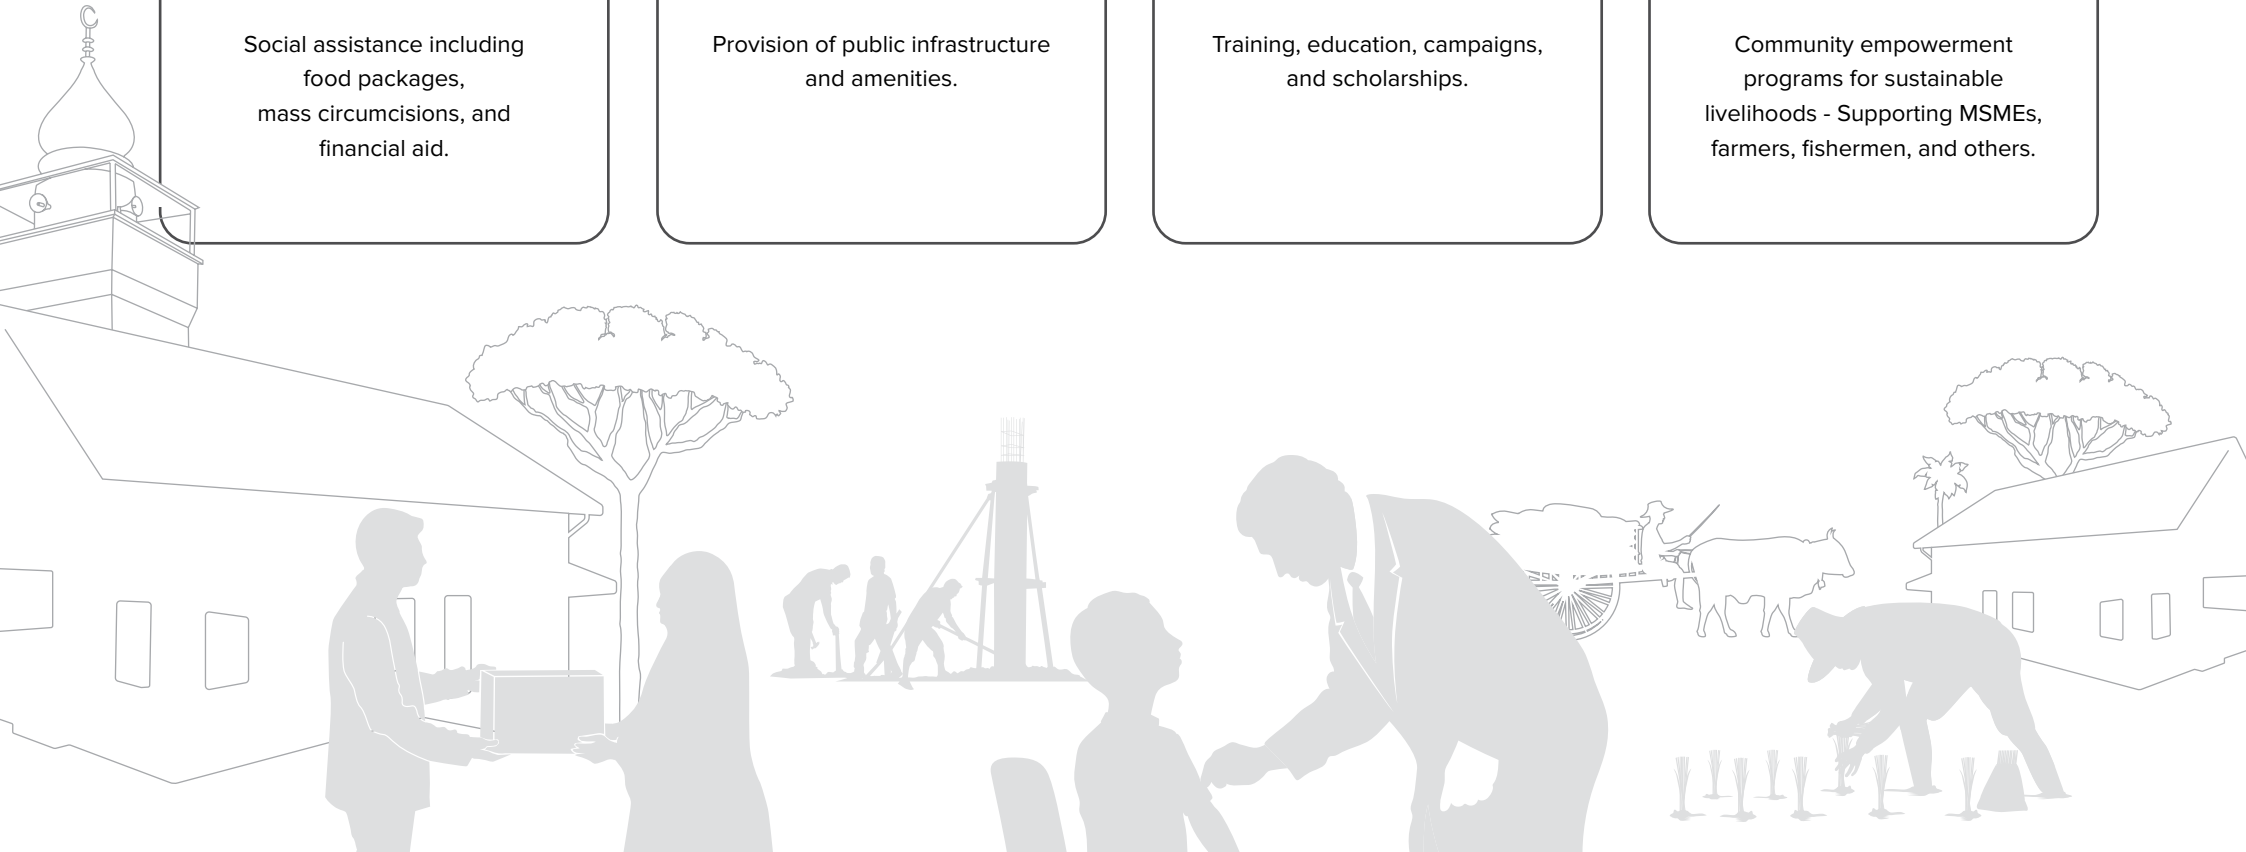 Social assistance including
food packages,
mass circumcisions, and
financial aid.
Provision of public infrastructure
and amenities.
Training, education, campaigns,
and scholarships.
Community empowerment
programs for sustainable
livelihoods - Supporting MSMEs,
farmers, fishermen, and others.